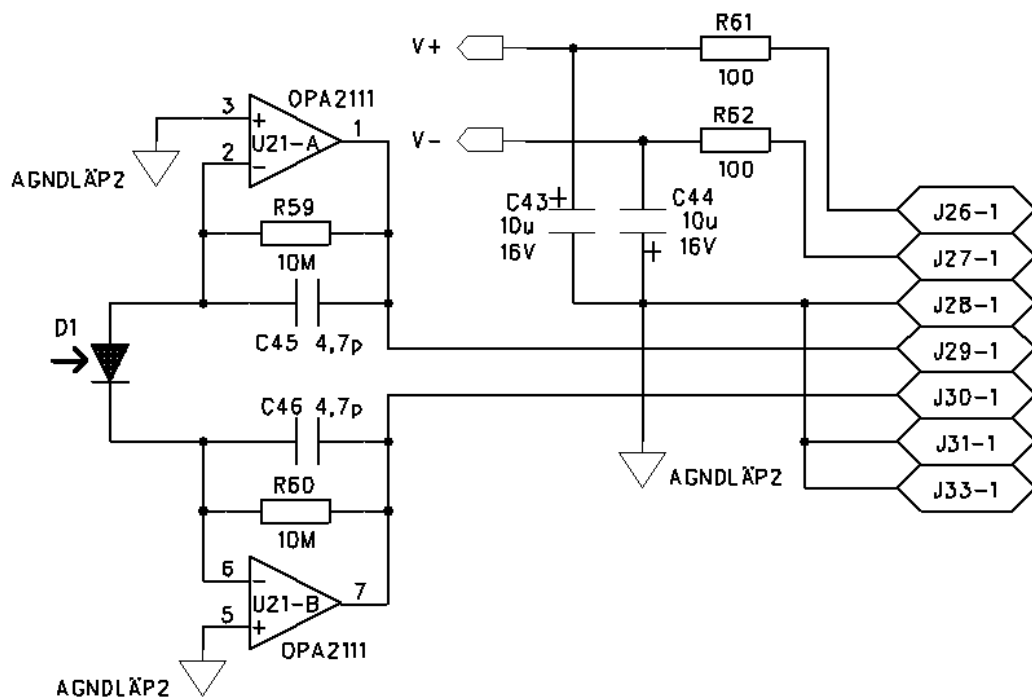 V+
R61
100
V-
R62
100
OPA2111
3
+
1
U21-A
2
-
AGNDLÄP2
R59
10M
C43
+
10u
16V
C44
10u
16V
+
J26-1
J27-1
J28-1
J29-1
J30-1
J31-1
J33-1
D1
C45 4,7p
C46 4,7p
AGNDLÄP2
R60
10M
6
-
7
U21-B
5
+
OPA2111
AGNDLÄP2